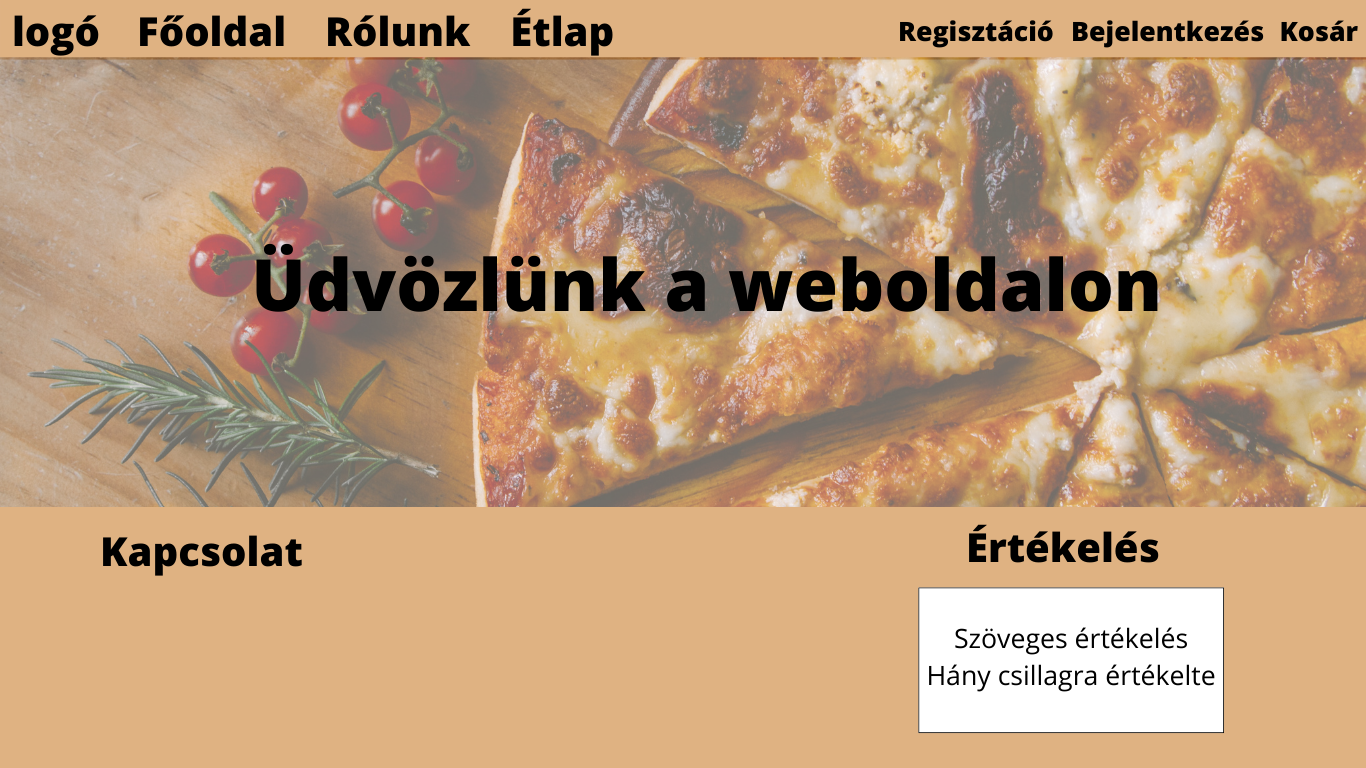 logó Főoldal Rólunk Étlap Regisztáció Bejelentkezés Kosár
Üdvözlünk a weboldalon
Kapcsolat
Értékelés
Szöveges értékelés
Hány csillagra értékelte